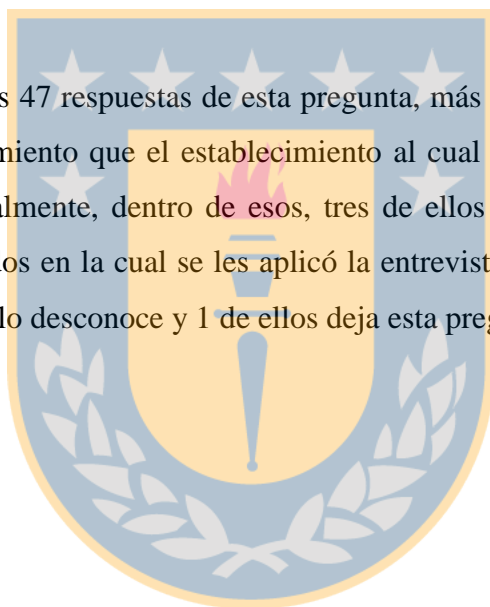 s 47 respuestas de esta pregunta, más
miento que el establecimiento al cual
almente, dentro de esos, tres de ellos
los en la cual se les aplicó la entrevist
lo desconoce y 1 de ellos deja esta preg